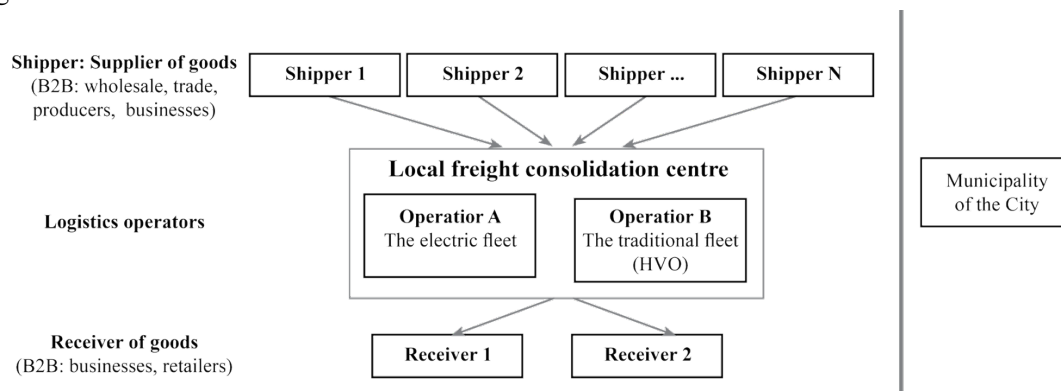 Shipper: Supplier of goods
(B2B: wholesale, trade,
producers, businesses)
Shipper 1
Shipper 2
Shipper ...
Shipper N
Local freight consolidation centre
Municipality
of the City
Logistics operators
Operatior A
The electric fleet
Operatior B
The traditional fleet
(HVO)
Receiver of goods
(B2B: businesses, retailers)
Receiver 1
Receiver 2